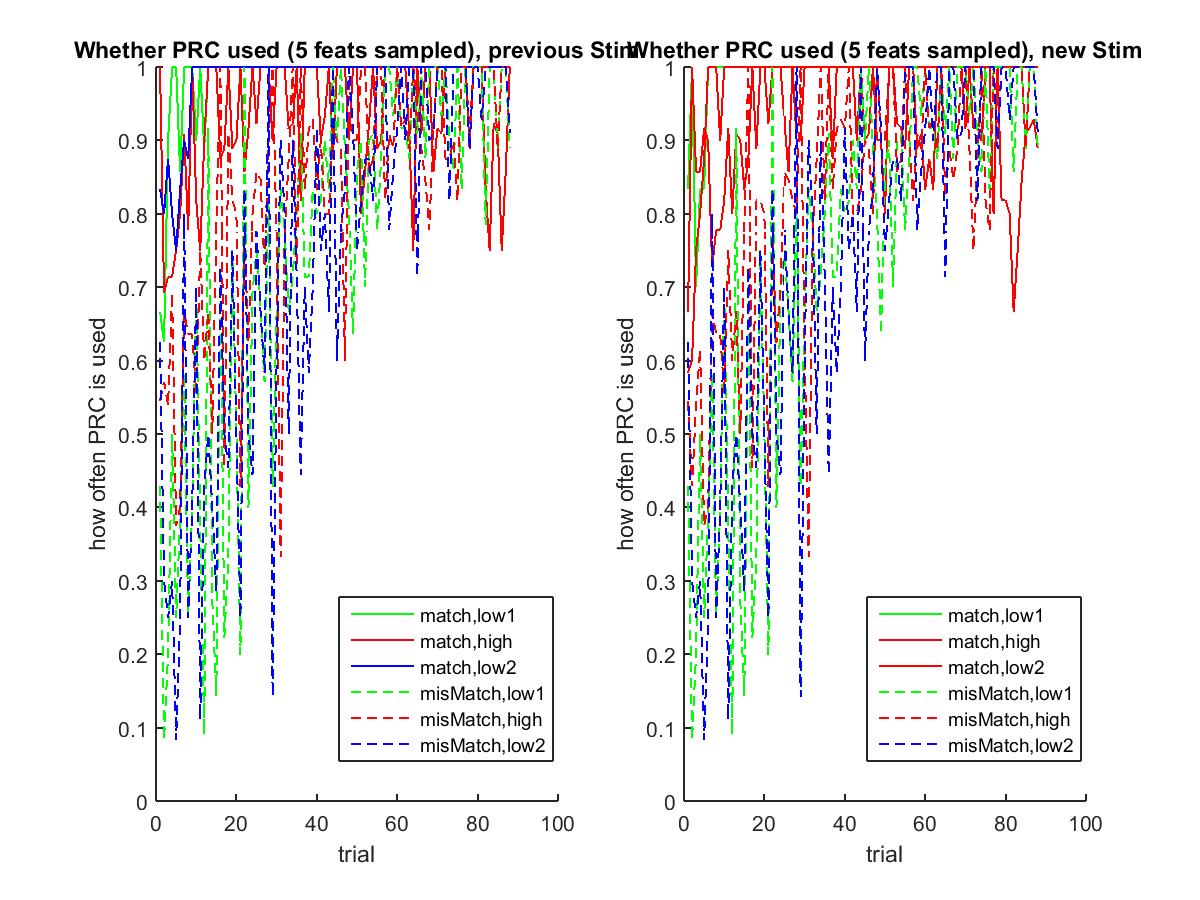 Whether PRC used (5 feats sampled), previous Stim
Whether PRC used (5 feats sampled), new Stim
how often PRC is used
1
0.9
0.8
0.7
0.6
0.5
0.4
0.3
0.2
0.1
0
0
20
40
60
80
100
trial
match,low1
match,high
match,low2
misMatch,low1
misMatch,high
misMatch,low2
how often PRC is used
1
0.9
0.8
0.7
0.6
0.5
0.4
0.3
0.2
0.1
0
0
20
40
60
80
100
trial
match,low1
match,high
match,low2
misMatch,low1
misMatch,high
misMatch,low2